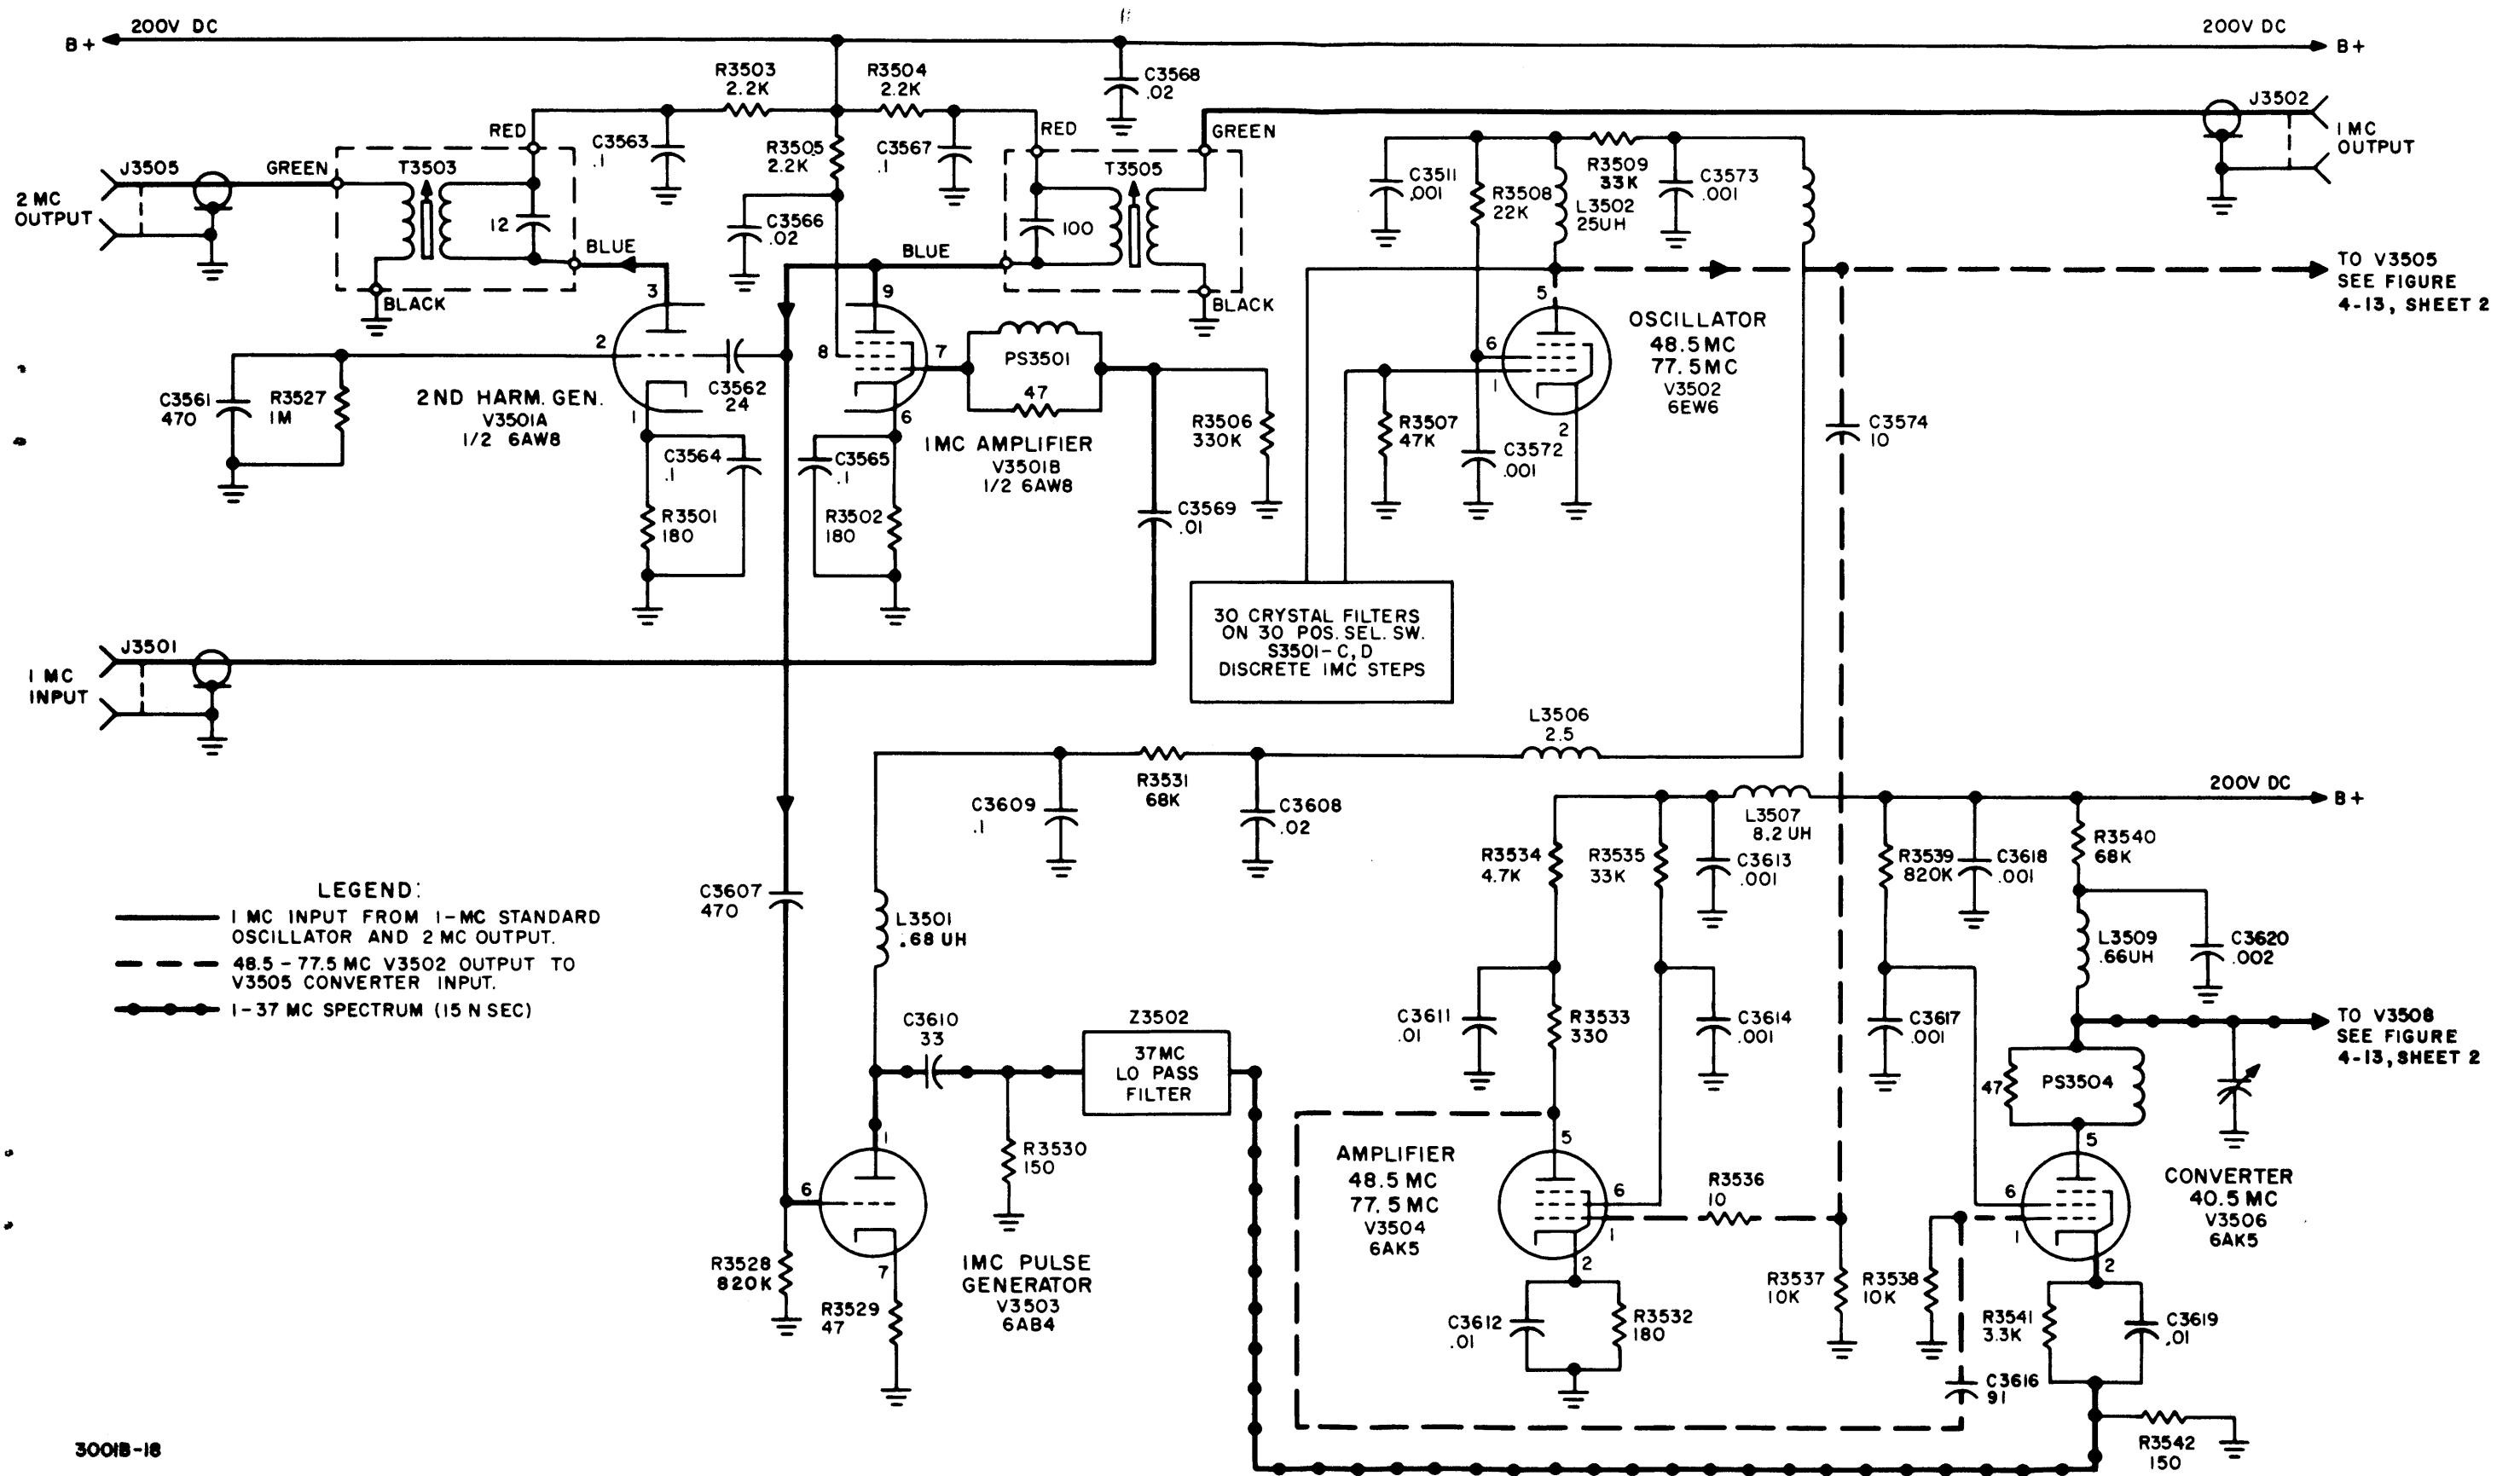 200V DC
B+
200V DC
B+
R3503
2.2K
R3504
2.2K
C3568
.02
J3502
1 MC
OUTPUT
RED
C3563
.1
R3505
2.2K
C3567
.1
RED
GREEN
J3505
2 MC
OUTPUT
GREEN
T3503
12
BLUE
BLACK
C3566
.02
BLUE
T3505
100
BLACK
C3511
.001
R3508
22K
L3502
25UH
R3509
33K
C3573
.001
TO V3505
SEE FIGURE
4-13, SHEET 2
3
2
1
C3562
24
9
8
7
6
PS3501
47
5
6
1
2
OSCILLATOR
48.5 MC
77.5 MC
V3502
6EW6
C3561
470
R3527
1M
2ND HARM. GEN.
V3501A
1/2 6AW8
C3564
.1
C3565
.1
1MC AMPLIFIER
V3501B
1/2 6AW8
R3506
330K
R3507
47K
C3572
.001
C3574
10
R3501
180
R3502
180
C3569
.01
30 CRYSTAL FILTERS
ON 30 POS. SEL. SW.
S3501-C, D
DISCRETE 1MC STEPS
J3501
1 MC
INPUT
L3506
2.5
R3531
68K
C3609
.1
C3608
.02
200V DC
B+
L3507
8.2 UH
R3534
4.7K
R3535
33K
C3613
.001
R3539
820K
C3618
.001
R3540
68K
LEGEND:
1 MC INPUT FROM 1-MC STANDARD
OSCILLATOR AND 2 MC OUTPUT.
48.5 - 77.5 MC V3502 OUTPUT TO
V3505 CONVERTER INPUT.
1-37 MC SPECTRUM (15 N SEC)
C3607
470
L3501
.68 UH
L3509
.66UH
C3620
.002
C3610
33
Z3502
37MC
LO PASS
FILTER
C3611
.01
R3533
330
C3614
.001
C3617
.001
TO V3508
SEE FIGURE
4-13, SHEET 2
47
PS3504
R3530
150
1
6
7
R3528
820K
R3529
47
1MC PULSE
GENERATOR
V3503
6AB4
AMPLIFIER
48.5 MC
77.5 MC
V3504
6AK5
5
6
1
2
R3536
10
5
6
1
2
CONVERTER
40.5 MC
V3506
6AK5
C3612
.01
R3532
180
R3537
10K
R3538
10K
R3541
3.3K
C3619
.01
C3616
91
R3542
150
3001B-18